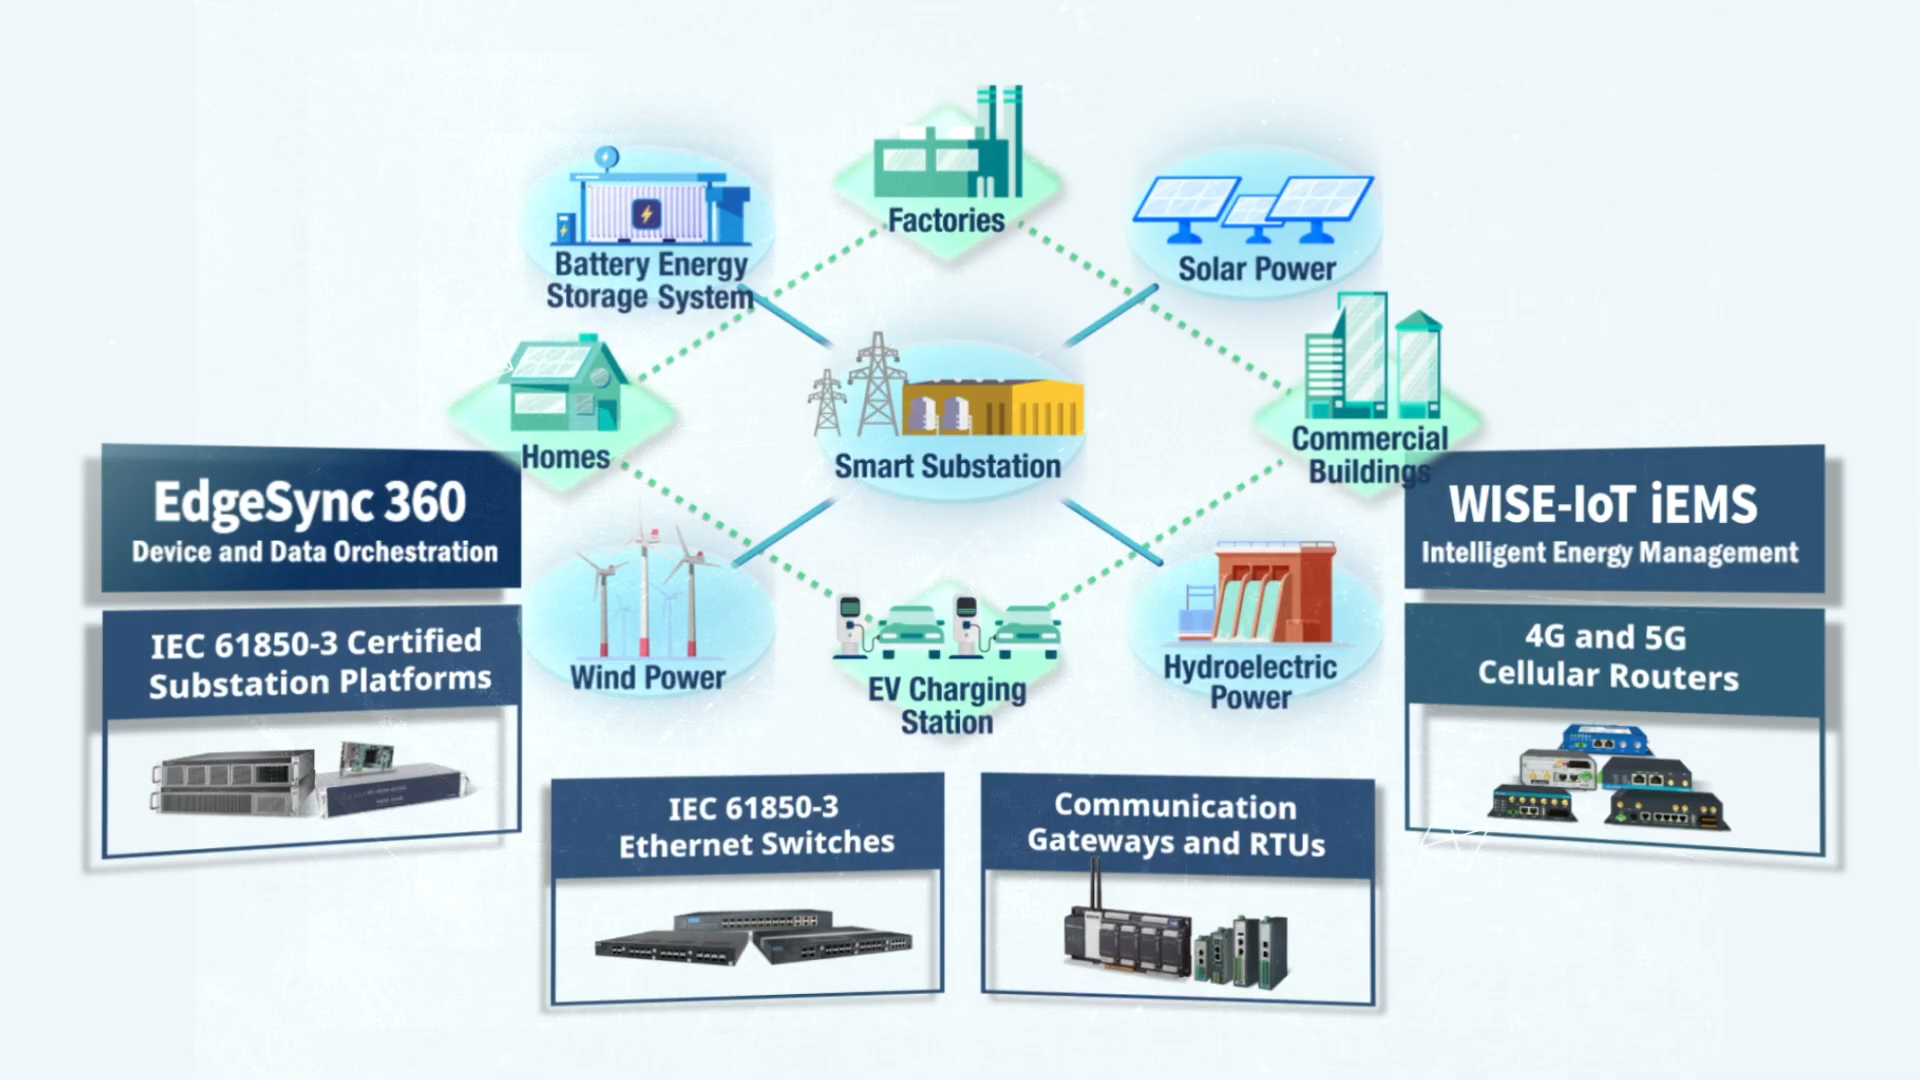 Factories
Battery Energy
Storage System
Solar Power
Homes
Smart Substation
Commercial
Buildings
EdgeSync 360
Device and Data Orchestration
WISE-IoT iEMS
Intelligent Energy Management
IEC 61850-3 Certified
Substation Platforms
Wind Power
EV Charging
Station
Hydroelectric
Power
4G and 5G
Cellular Routers
IEC 61850-3
Ethernet Switches
Communication
Gateways and RTUs